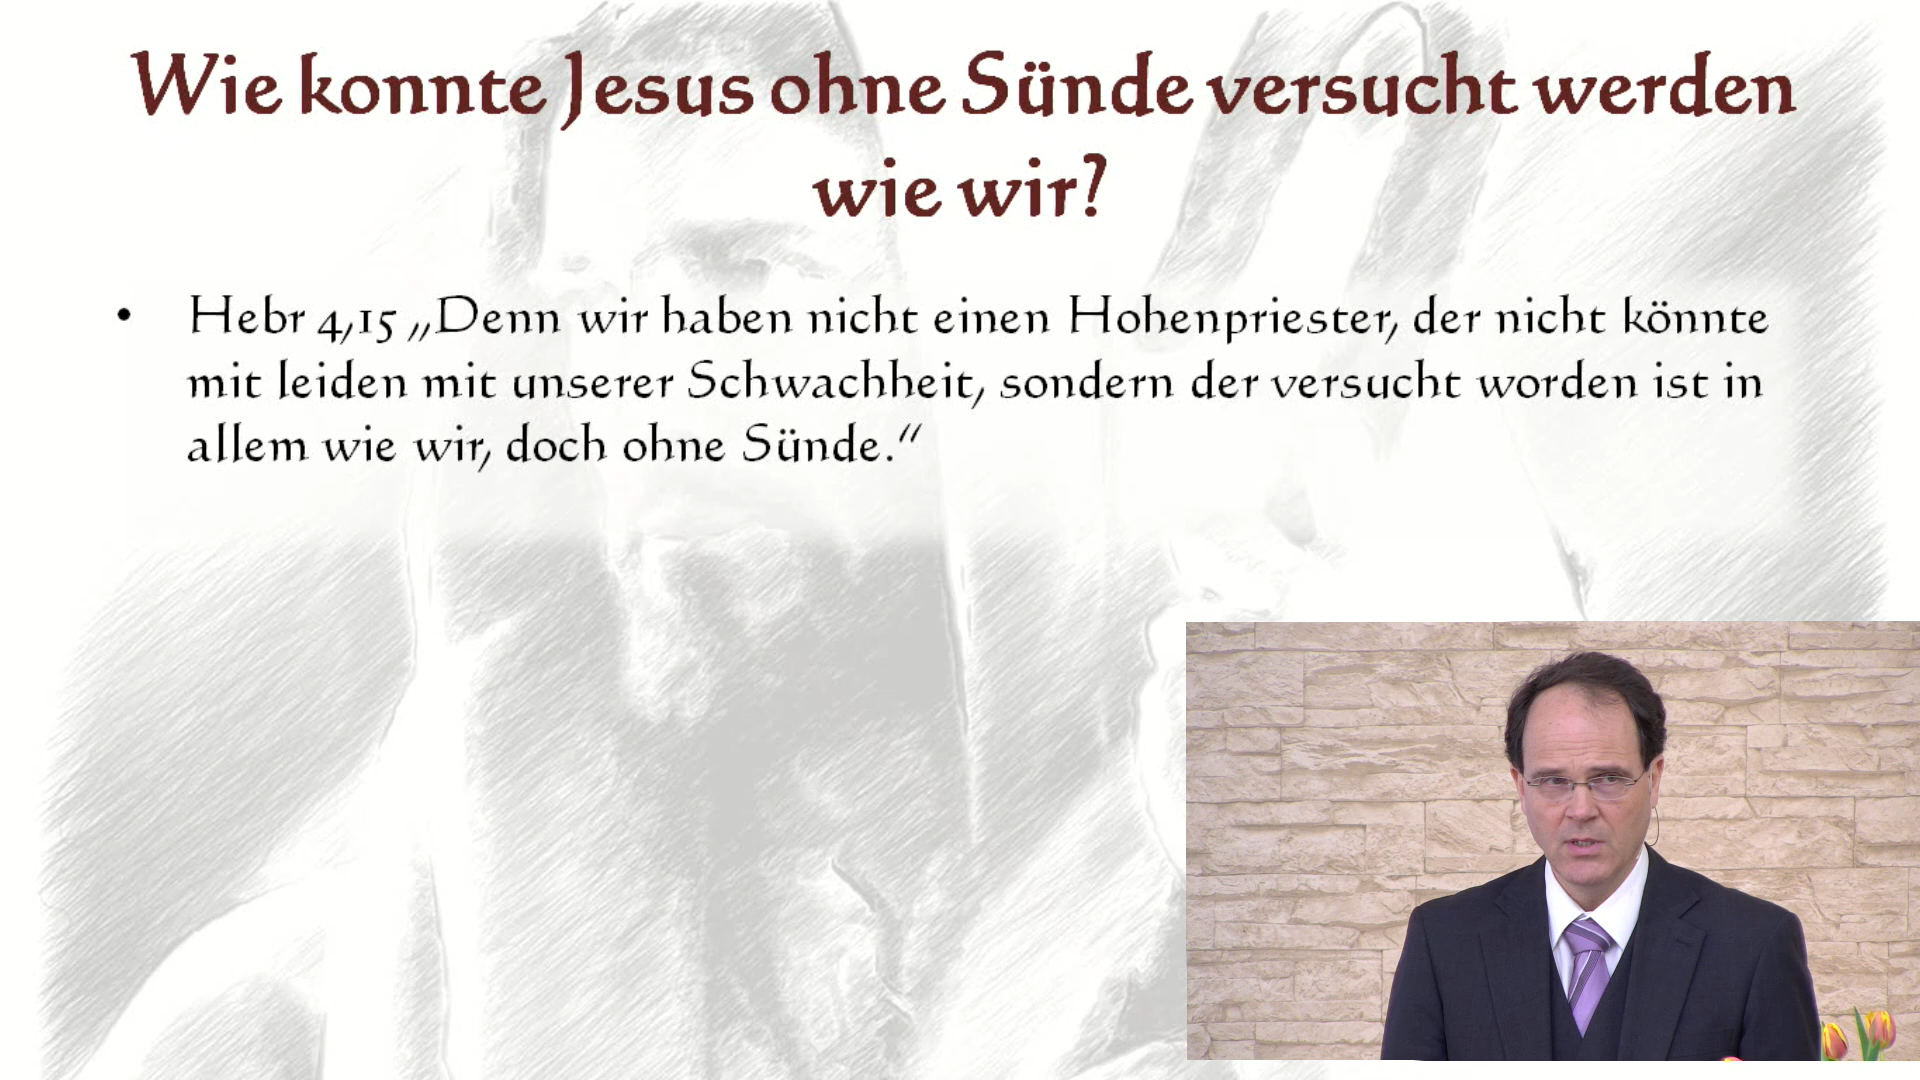 Wie konnte Jesus ohne Sünde versucht werden
wie wir?
• Hebr 4,15 „Denn wir haben nicht einen Hohenpriester, der nicht könnte
mit leiden mit unserer Schwachheit, sondern der versucht worden ist in
allem wie wir, doch ohne Sünde.“